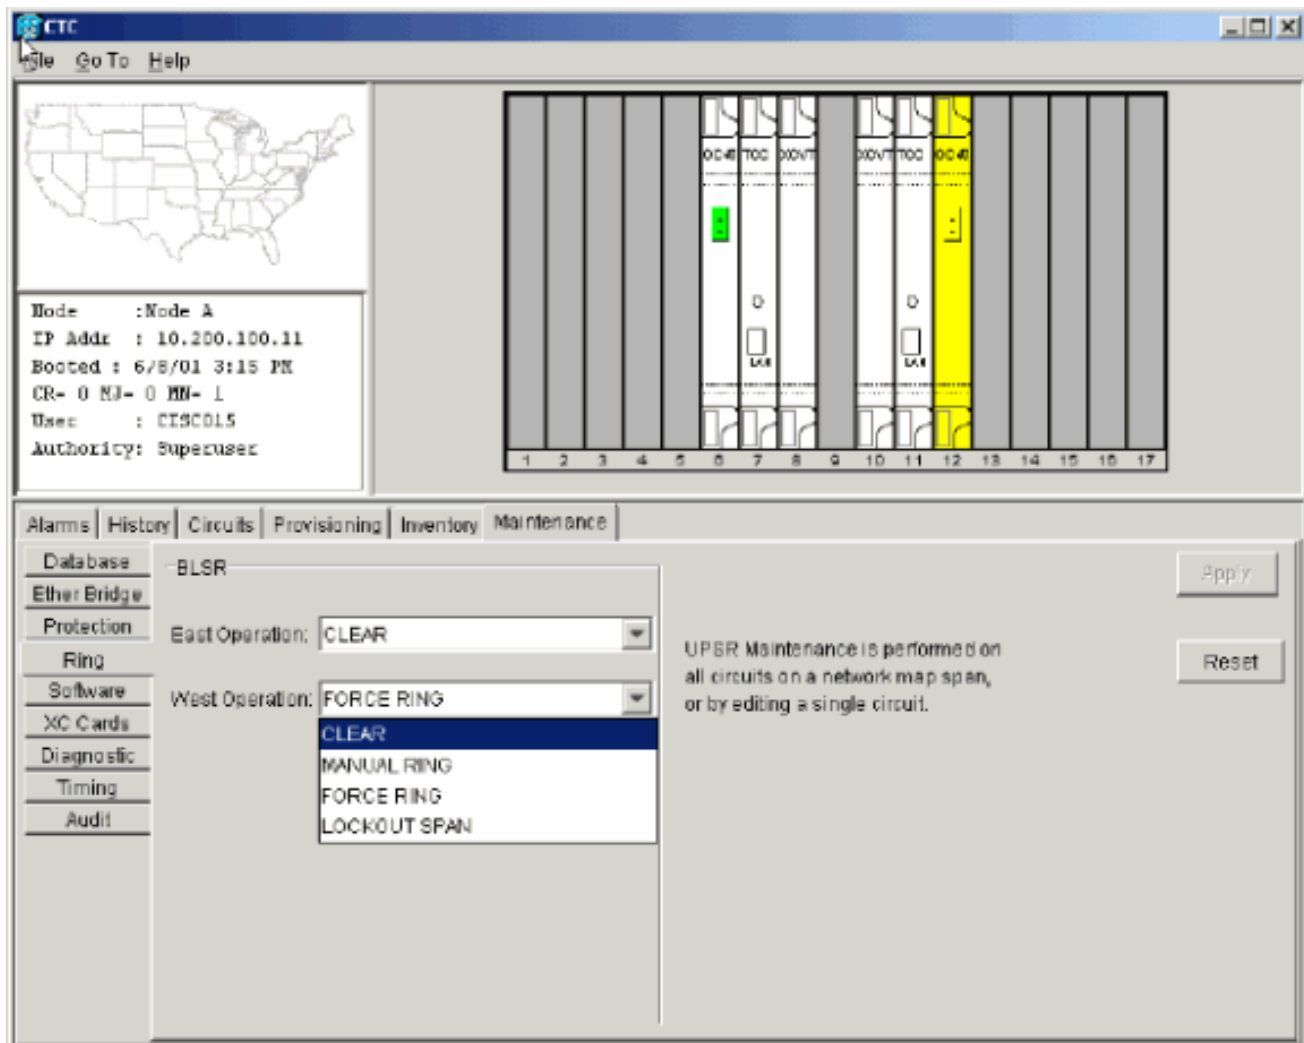 CTC
File Go To Help
OC48 TCC XCVT XCVT TCC OC48
LAN LAN
1 2 3 4 5 6 7 8 9 10 11 12 13 14 15 16 17
Node :Node A
IP Addr : 10.200.100.11
Booted : 6/8/01 3:15 PM
CR- 0 MJ- 0 MN- 1
User : CISCO15
Authority: Superuser
Alarms History Circuits Provisioning Inventory Maintenance
Database
Ether Bridge
Protection
Ring
Software
XC Cards
Diagnostic
Timing
Audit
BLSR
East Operation: CLEAR
West Operation: FORCE RING
CLEAR
MANUAL RING
FORCE RING
LOCKOUT SPAN
UPSR Maintenance is performed on
all circuits on a network map span,
or by editing a single circuit.
Apply
Reset